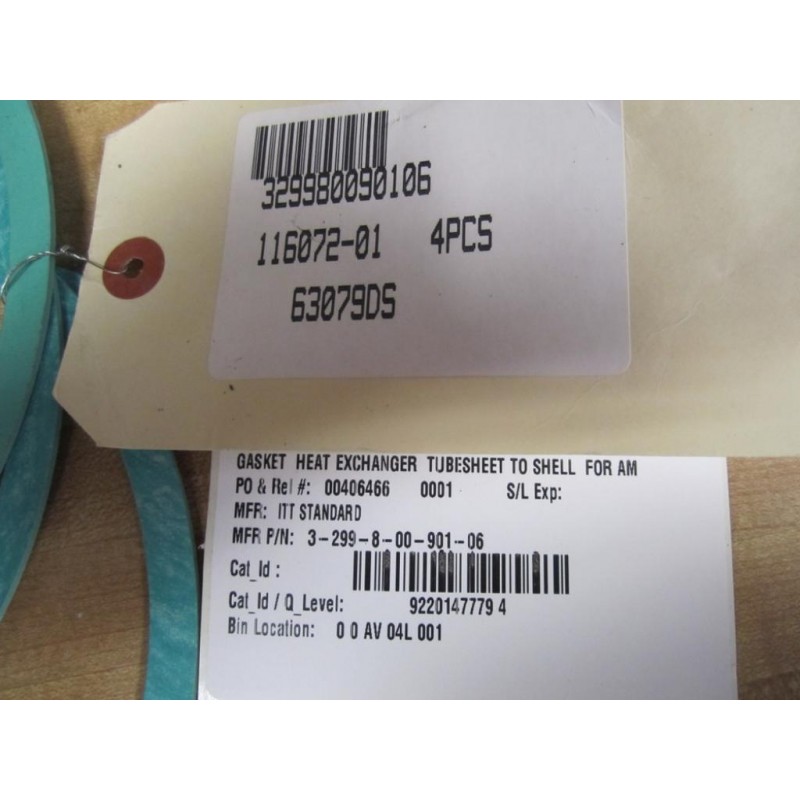 329980090106
116072-01 4PCS
63079DS
GASKET HEAT EXCHANGER TUBESHEET TO SHELL FOR AM
PO & Rel #: 00406466 0001 S/L Exp:
MFR: ITT STANDARD
MFR P/N: 3-299-8-00-901-06
Cat_Id :
Cat_Id / Q_Level: 9220147779 4
Bin Location: 0 0 AV 04L 001